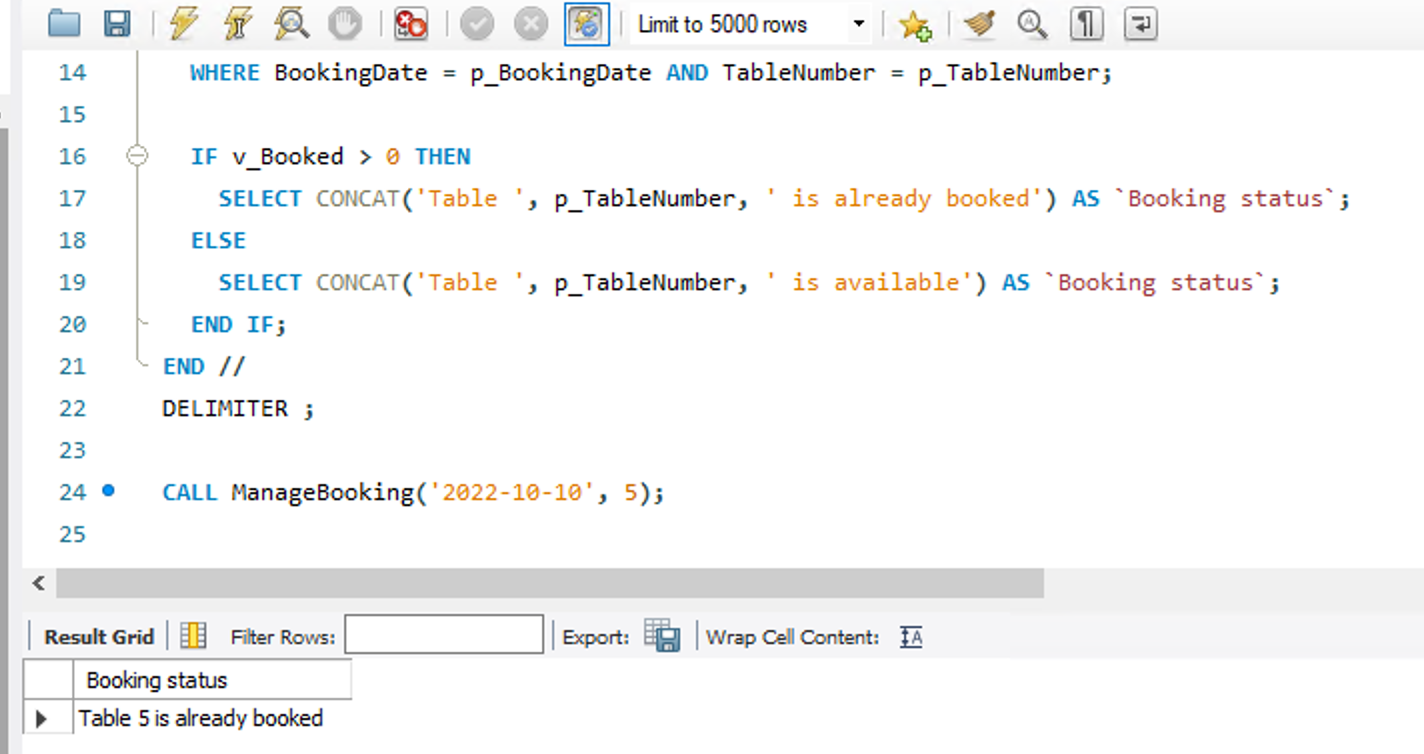 Limit to 5000 rows
14 WHERE BookingDate = p_BookingDate AND TableNumber = p_TableNumber;
15
16 IF v_Booked > 0 THEN
17 SELECT CONCAT('Table ', p_TableNumber, ' is already booked') AS `Booking status`;
18 ELSE
19 SELECT CONCAT('Table ', p_TableNumber, ' is available') AS `Booking status`;
20 END IF;
21 END //
22 DELIMITER ;
23
24 CALL ManageBooking('2022-10-10', 5);
25
Result Grid Filter Rows: Export: Wrap Cell Content: IA
Booking status
Table 5 is already booked